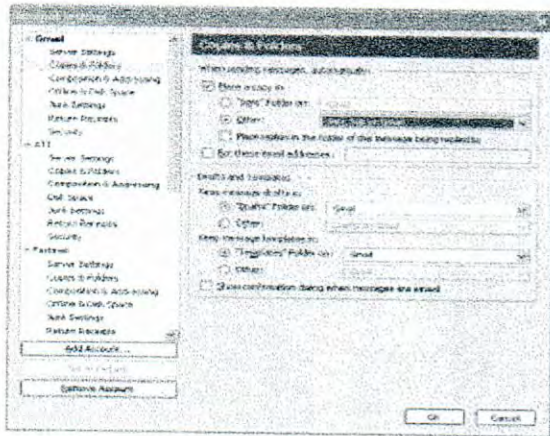 Gmail
Server Settings
Copies & Folders
Composition & Addressing
Offline & Disk Space
Junk Settings
Return Receipts
Security
ATT
Server Settings
Copies & Folders
Composition & Addressing
Disk Space
Junk Settings
Return Receipts
Security
Fastmail
Server Settings
Copies & Folders
Composition & Addressing
Offline & Disk Space
Junk Settings
Return Receipts
Add Account...
Remove Account
Copies & Folders
When sending messages, automatically:
Place a copy in:
"Sent" Folder on:
Other:
Place replies in the folder of the message being replied to
Bcc these email addresses:
Drafts and Templates
Keep message drafts in:
"Drafts" Folder on: Gmail
Other:
Keep message templates in:
"Templates" Folder on: Gmail
Other:
Show confirmation dialog when messages are saved
OK Cancel